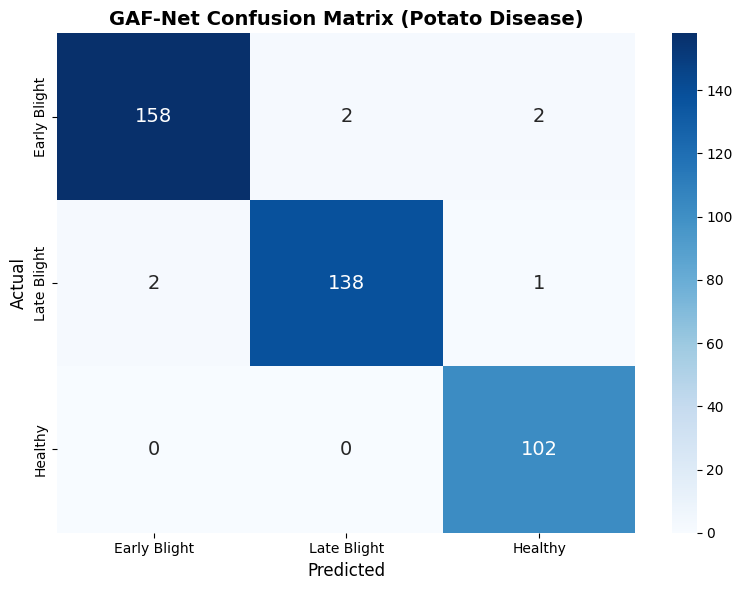 GAF-Net Confusion Matrix (Potato Disease)
Actual
Early Blight
158 2 2
Late Blight
2 138 1
Healthy
0 0 102
Early Blight Late Blight Healthy
Predicted
140
120
100
80
60
40
20
0